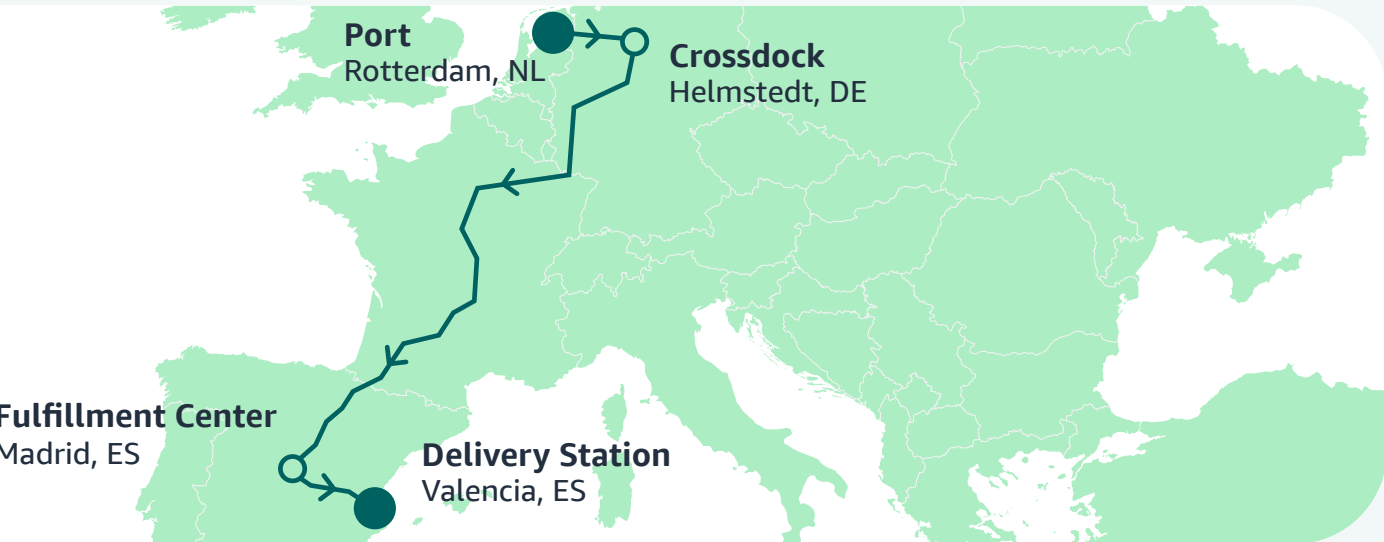 Port
Rotterdam, NL
Crossdock
Helmstedt, DE
Fulfillment Center
Madrid, ES
Delivery Station
Valencia, ES